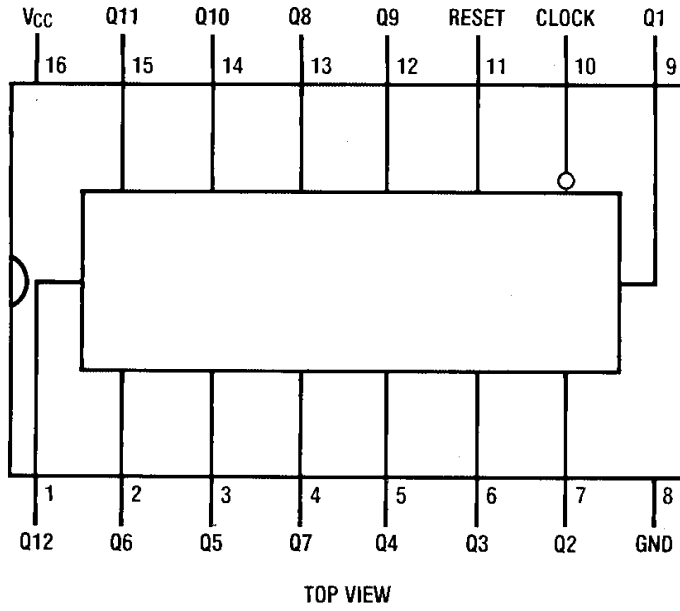 VCC Q11 Q10 Q8 Q9 RESET CLOCK Q1
16 15 14 13 12 11 10 9
1 2 3 4 5 6 7 8
Q12 Q6 Q5 Q7 Q4 Q3 Q2 GND
TOP VIEW